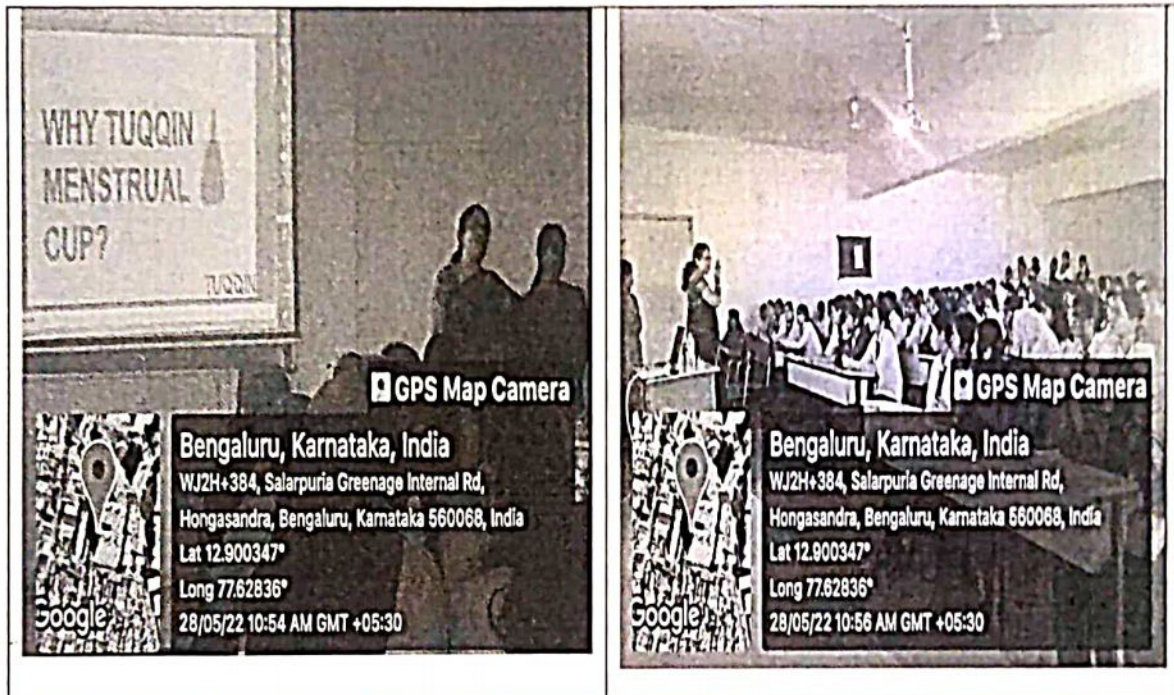 WHY TUQQIN
MENSTRUAL
CUP?
TUQQIN
GPS Map Camera
Bengaluru, Karnataka, India
WJ2H+384, Salarpuria Greenage Internal Rd,
Hongasandra, Bengaluru, Karnataka 560068, India
Lat 12.900347°
Long 77.62836°
28/05/22 10:54 AM GMT +05:30
Google
GPS Map Camera
Bengaluru, Karnataka, India
WJ2H+384, Salarpuria Greenage Internal Rd,
Hongasandra, Bengaluru, Karnataka 560068, India
Lat 12.900347°
Long 77.62836°
28/05/22 10:56 AM GMT +05:30
Google